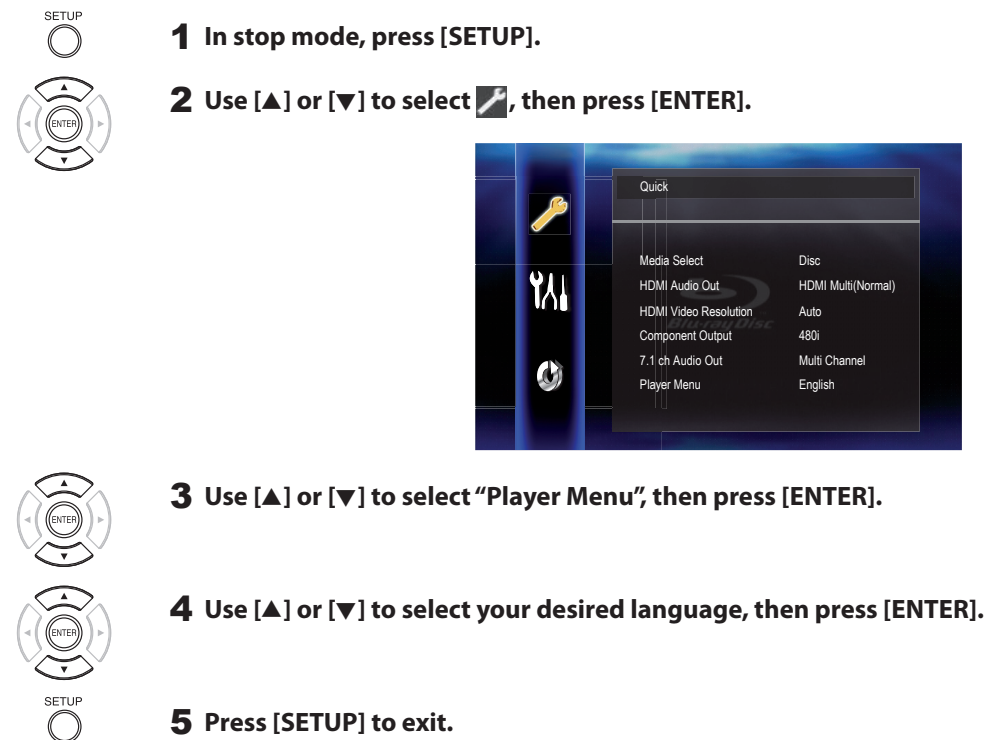 SETUP
1 In stop mode, press [SETUP].
ENTER
2 Use [▲] or [▼] to select , then press [ENTER].
Quick
Media Select Disc
HDMI Audio Out HDMI Multi(Normal)
HDMI Video Resolution Auto
Blu-ray Disc
Component Output 480i
7.1 ch Audio Out Multi Channel
Player Menu English
ENTER
3 Use [▲] or [▼] to select “Player Menu”, then press [ENTER].
ENTER
4 Use [▲] or [▼] to select your desired language, then press [ENTER].
SETUP
5 Press [SETUP] to exit.